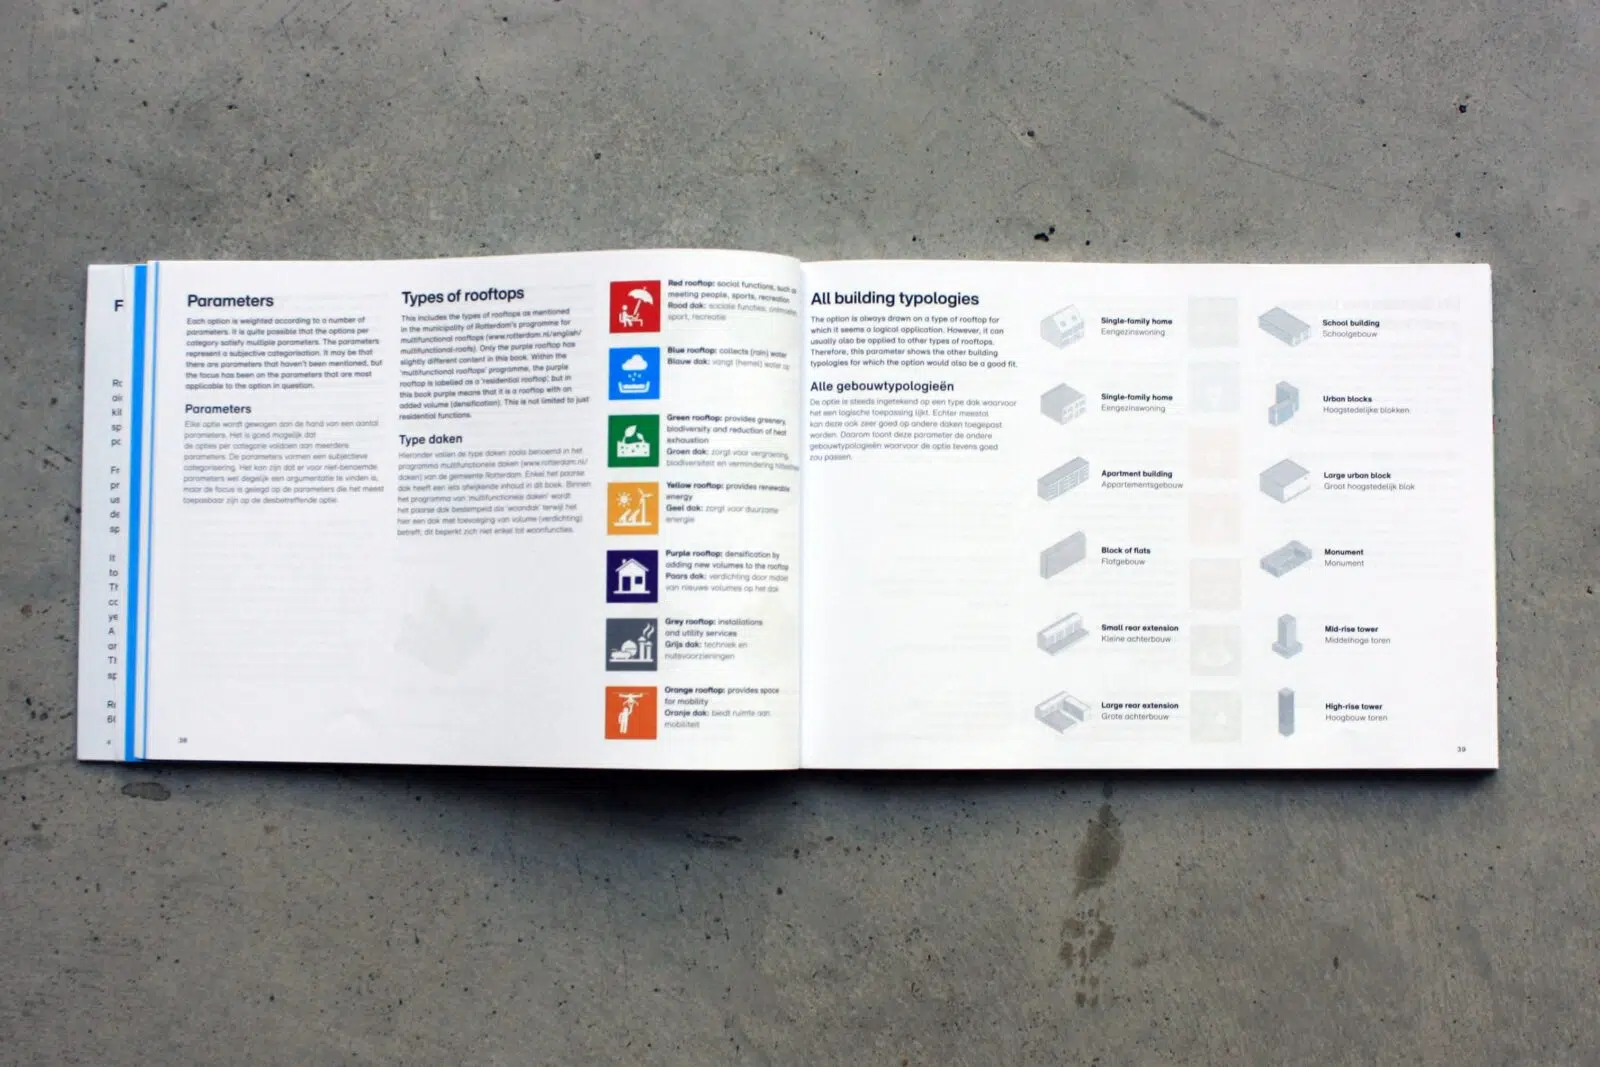 F
Ro
kil
sp
Fr
pr
us
de
sp
It
to
Th
ye
A
Th
Parameters
Each option is weighted according to a number of
parameters. It is quite possible that the options per
category satisfy multiple parameters. The parameters
represent a subjective categorisation. It may be that
there are parameters that haven't been mentioned, but
the focus has been on the parameters that are most
applicable to the option in question.
Parameters
Elke optie wordt gewogen aan de hand van een aantal
parameters. Het is goed mogelijk dat
de opties per categorie voldoen aan meerdere
parameters. De parameters vormen een subjectieve
categorisering. Het kan zijn dat er voor niet-benoemde
parameters wel degelijk een argumentatie te vinden is,
maar de focus is gelegd op de parameters die het meest
toepasbaar zijn op de desbetreffende optie.
38
Types of rooftops
This includes the types of rooftops as mentioned
in the municipality of Rotterdam's programme for
multifunctional rooftops (www.rotterdam.nl/english/
multifunctional-roofs). Only the purple rooftop has
slightly different content in this book. Within the
'multifunctional rooftops' programme, the purple
rooftop is labelled as a 'residential rooftop', but in
this book purple means that it is a rooftop with an
added volume (densification). This is not limited to just
residential functions.
Type daken
Hieronder vallen de type daken zoals benoemd in het
programma multifunctionele daken (www.rotterdam.nl/
daken) van de gemeente Rotterdam. Enkel het paarse
dak heeft een iets afwijkende inhoud in dit boek. Binnen
het programma van 'multifunctionele daken' wordt
het paarse dak bestempeld als 'woondak' terwijl het
hier een dak met toevoeging van volume (verdichting)
betreft, dit beperkt zich niet enkel tot woonfuncties.
Red rooftop: social functions, such as
meeting people, sports, recreation
Rood dak: sociale functies, ontmoeten,
sport, recreatie
Blue rooftop: collects (rain) water
Blauw dak: vangt (hemel) water op
Green rooftop: provides greenery,
biodiversity and reduction of heat
exhaustion
Groen dak: zorgt voor vergroening,
biodiversiteit en vermindering
Yellow rooftop: provides renewable
energy
Geel dak: zorgt voor duurzame
energie
Purple rooftop: densification by
adding new volumes to the rooftop
Paars dak: verdichting door middel
van nieuwe volumes op het dak
Grey rooftop: installations
and utility services
Grijs dak: techniek en
nutsvoorzieningen
Orange rooftop: provides space
for mobility
Oranje dak: biedt ruimte aan
mobiliteit
All building typologies
The option is always drawn on a type of rooftop for
which it seems a logical application. However, it can
usually also be applied to other types of rooftops.
Therefore, this parameter shows the other building
typologies for which the option would also be a good fit.
Alle gebouwtypologieën
De optie is steeds ingetekend op een type dak waarvoor
het een logische toepassing lijkt. Echter meestal
kan deze ook zeer goed op andere daken toegepast
worden. Daarom toont deze parameter de andere
gebouwtypologieën waarvoor de optie tevens goed
zou passen.
Single-family home
Eengezinswoning
Single-family home
Eengezinswoning
Apartment building
Appartementsgebouw
Block of flats
Flatgebouw
Small rear extension
Kleine achterbouw
Large rear extension
Grote achterbouw
School building
Schoolgebouw
Urban blocks
Hoogstedelijke blokken
Large urban block
Groot hoogstedelijk blok
Monument
Monument
Mid-rise tower
Middelhoge toren
High-rise tower
Hoogbouw toren
39